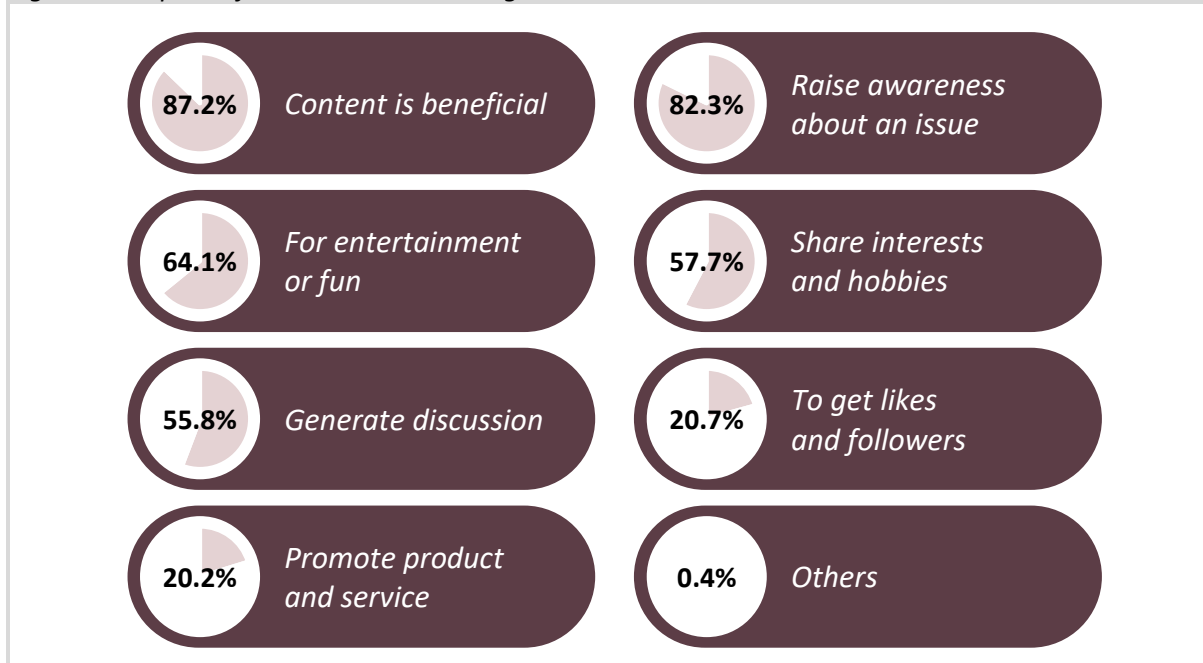 87.2%
Content is beneficial
82.3%
Raise awareness
about an issue
64.1%
For entertainment
or fun
57.7%
Share interests
and hobbies
55.8%
Generate discussion
20.7%
To get likes
and followers
20.2%
Promote product
and service
0.4%
Others